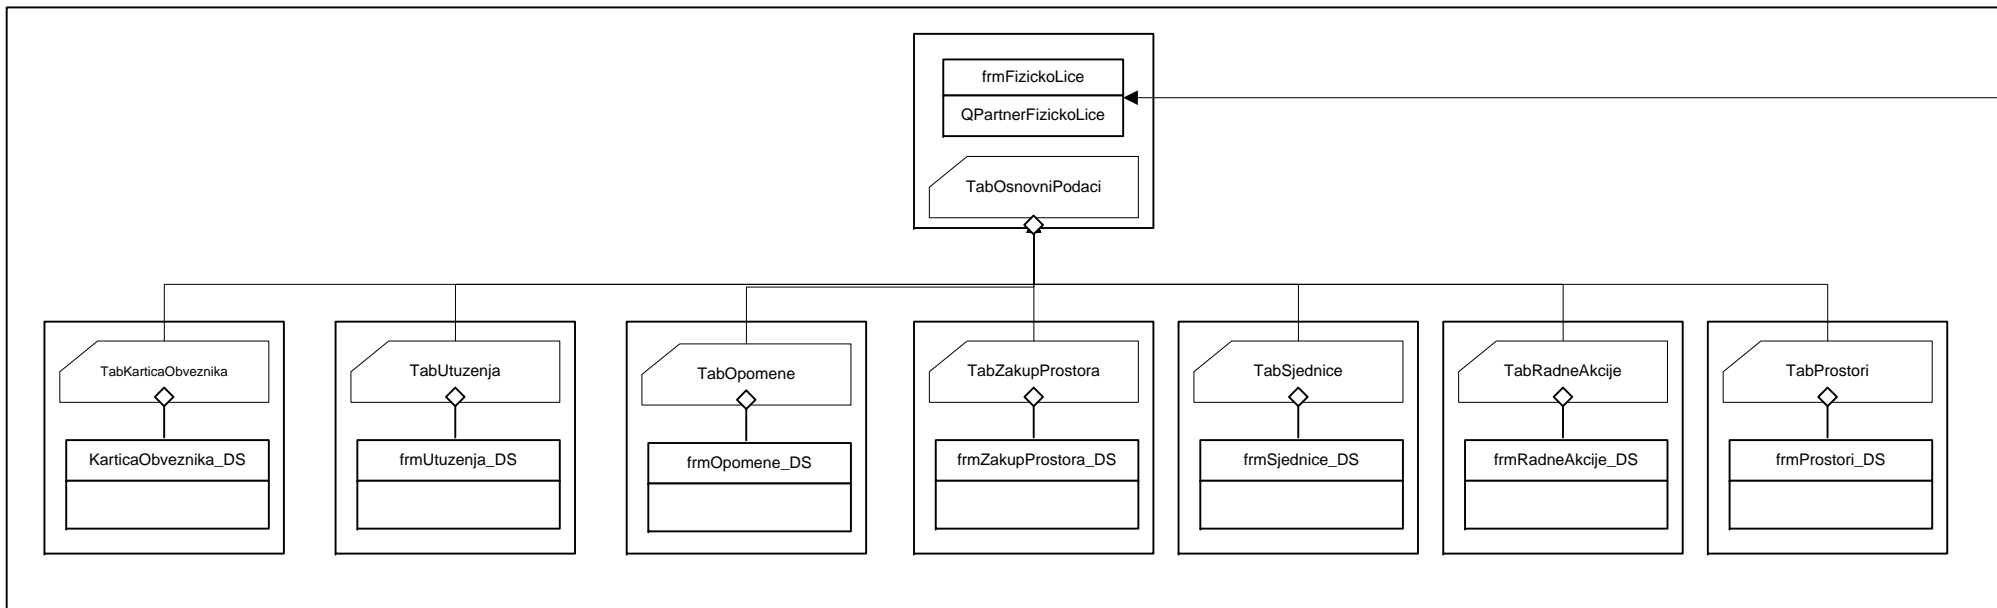 frmFizickoLice
QPartnerFizickoLice
TabOsnovniPodaci
TabKarticaObveznika
TabUtuzenja
TabOpomene
TabZakupProstora
TabSjednice
TabRadneAkcije
TabProstori
KarticaObveznika_DS
frmUtuzenja_DS
frmOpomene_DS
frmZakupProstora_DS
frmSjednice_DS
frmRadneAkcije_DS
frmProstori_DS